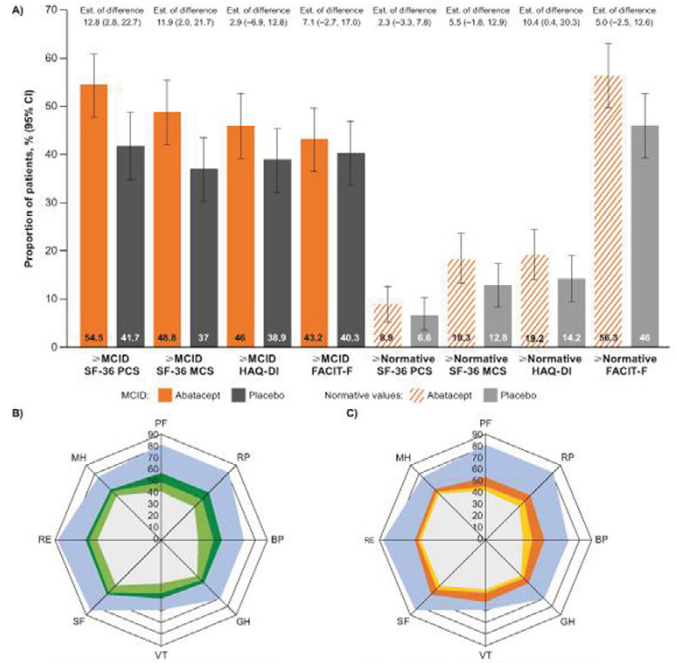 A)
Est. of difference Est. of difference Est. of difference Est. of difference Est. of difference Est. of difference Est. of difference Est. of difference
12.8 (2.8, 22.7) 11.9 (2.0, 21.7) 2.9 (−6.9, 12.8) 7.1 (−2.7, 17.0) 2.3 (−3.3, 7.8) 5.5 (−1.8, 12.9) 10.4 (0.4, 20.3) 5.0 (−2.5, 12.6)
Proportion of patients, % (95% CI)
70
60
50
40
30
20
10
0
54.5 41.7 48.8 37 46 38.9 43.2 40.3 8.9 6.6 18.3 12.8 19.2 14.2 56.3 46
≥MCID ≥MCID ≥MCID ≥MCID ≥Normative ≥Normative ≥Normative ≥Normative
SF-36 PCS SF-36 MCS HAQ-DI FACIT-F SF-36 PCS SF-36 MCS HAQ-DI FACIT-F
MCID: Abatacept Placebo Normative values: Abatacept Placebo
B)
PF
90
80
70
60
50
40
30
20
10
0
MH RP
RE BP
SF GH
VT
C)
PF
90
80
70
60
50
40
30
20
10
0
MH RP
RE BP
SF GH
VT